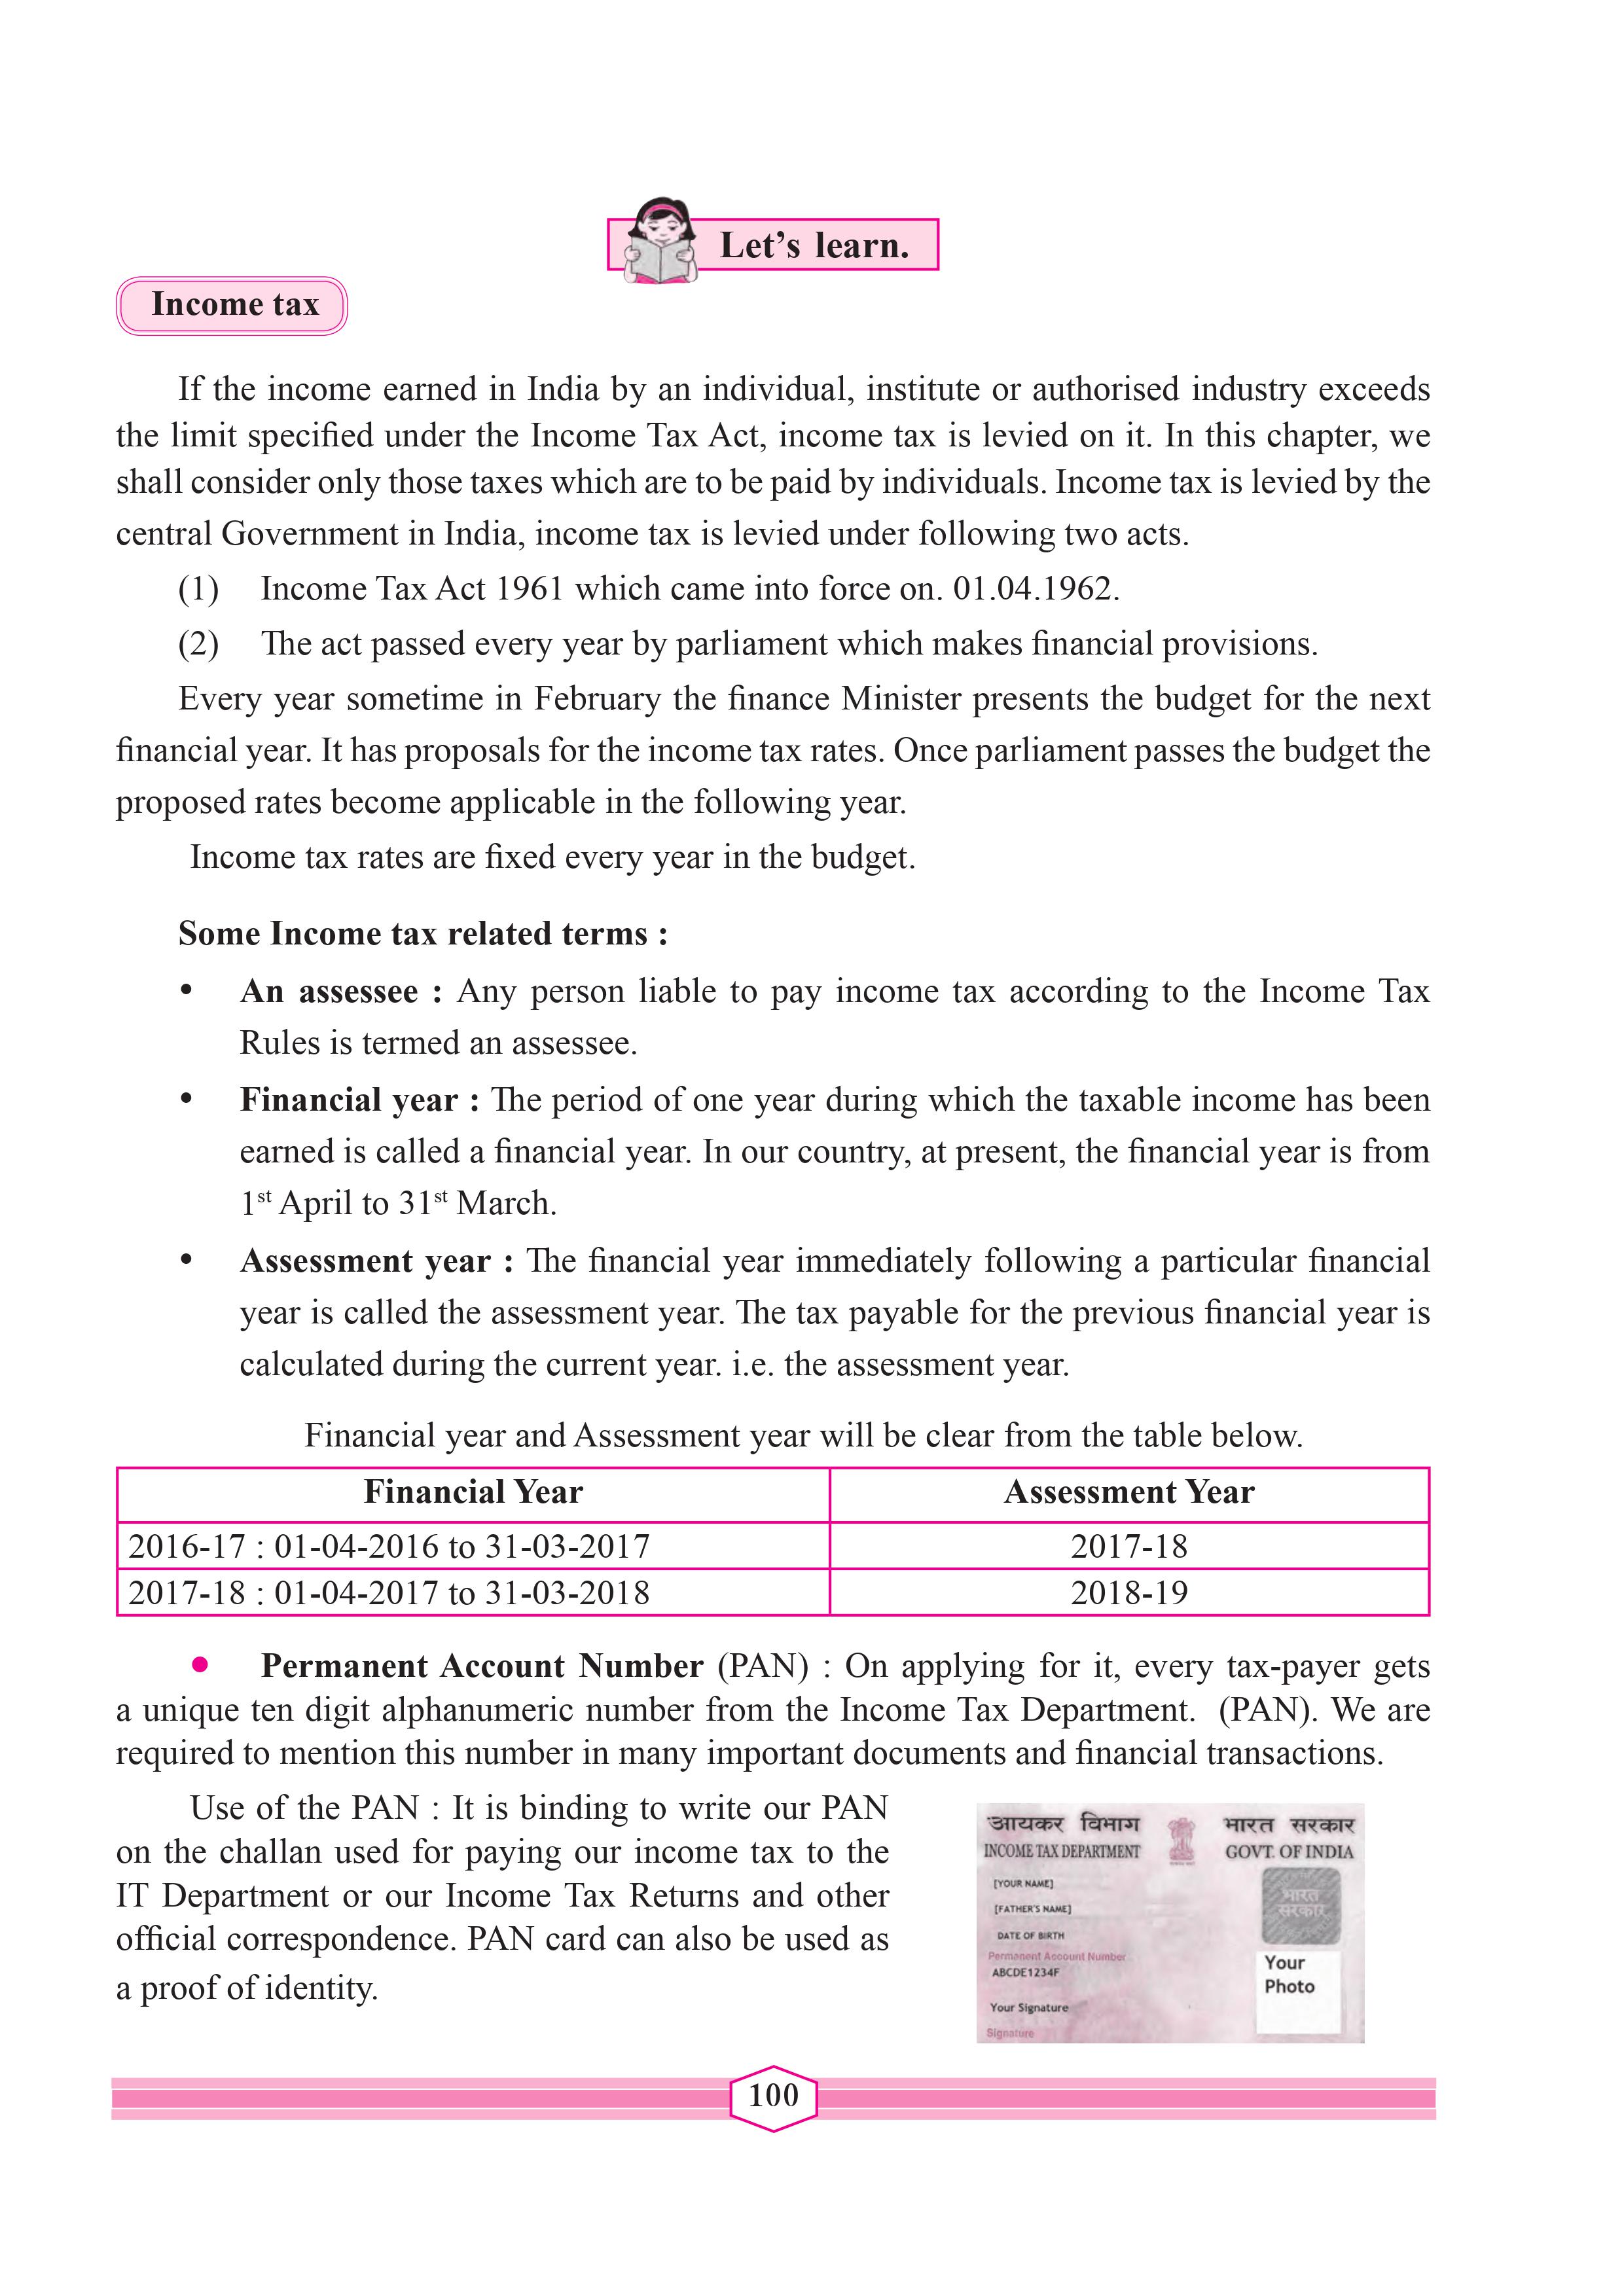 Let’s learn.
Income tax
If the income earned in India by an individual, institute or authorised industry exceeds
the limit specified under the Income Tax Act, income tax is levied on it. In this chapter, we
shall consider only those taxes which are to be paid by individuals. Income tax is levied by the
central Government in India, income tax is levied under following two acts.
(1) Income Tax Act 1961 which came into force on. 01.04.1962.
(2) The act passed every year by parliament which makes financial provisions.
Every year sometime in February the finance Minister presents the budget for the next
financial year. It has proposals for the income tax rates. Once parliament passes the budget the
proposed rates become applicable in the following year.
Income tax rates are fixed every year in the budget.
Some Income tax related terms :
• An assessee : Any person liable to pay income tax according to the Income Tax
Rules is termed an assessee.
• Financial year : The period of one year during which the taxable income has been
earned is called a financial year. In our country, at present, the financial year is from
1st April to 31st March.
• Assessment year : The financial year immediately following a particular financial
year is called the assessment year. The tax payable for the previous financial year is
calculated during the current year. i.e. the assessment year.
Financial year and Assessment year will be clear from the table below.
Financial Year Assessment Year
2016-17 : 01-04-2016 to 31-03-2017 2017-18
2017-18 : 01-04-2017 to 31-03-2018 2018-19
• Permanent Account Number (PAN) : On applying for it, every tax-payer gets
a unique ten digit alphanumeric number from the Income Tax Department. (PAN). We are
required to mention this number in many important documents and financial transactions.
Use of the PAN : It is binding to write our PAN
on the challan used for paying our income tax to the
IT Department or our Income Tax Returns and other
official correspondence. PAN card can also be used as
a proof of identity.
आयकर विभाग भारत सरकार
INCOME TAX DEPARTMENT GOVT. OF INDIA
[YOUR NAME]
[FATHER'S NAME]
भारत
सरकार
DATE OF BIRTH
Permanent Account Number
ABCDE1234F
Your
Photo
Your Signature
Signature
100